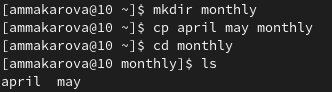 [ammakarova@10 ~]$ mkdir monthly
[ammakarova@10 ~]$ cp april may monthly
[ammakarova@10 ~]$ cd monthly
[ammakarova@10 monthly]$ ls
april  may